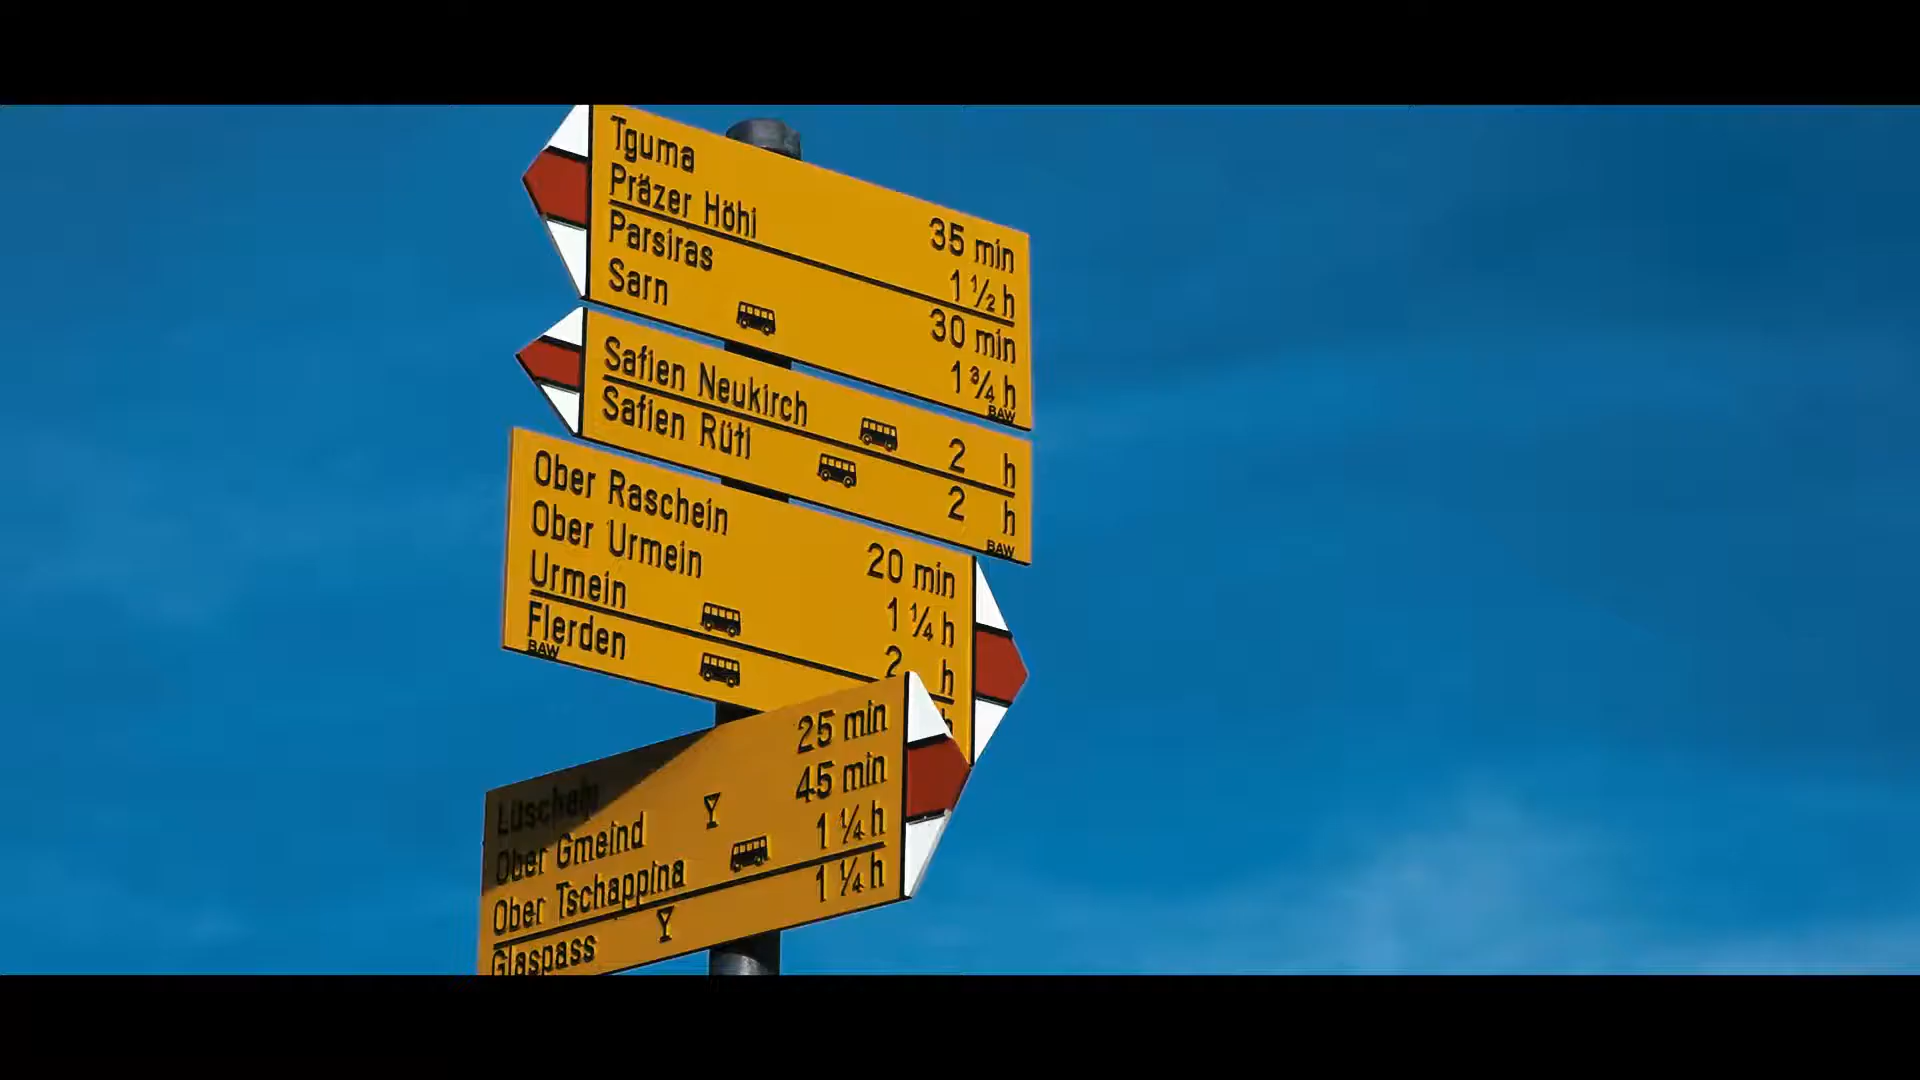 Tguma 35 min
Präzer Höhi 1 ½ h
Parsiras 30 min
Sarn 1 ¾ h
BAW
Safien Neukirch 2 h
Safien Rütl 2 h
BAW
Ober Raschein 20 min
Ober Urmein 1 ¼ h
Urmein 2 h
Flerden h
BAW
Lüschalp 25 min
Ober Gmeind 45 min
Ober Tschappina 1 ¼ h
Glaspass 1 ¼ h